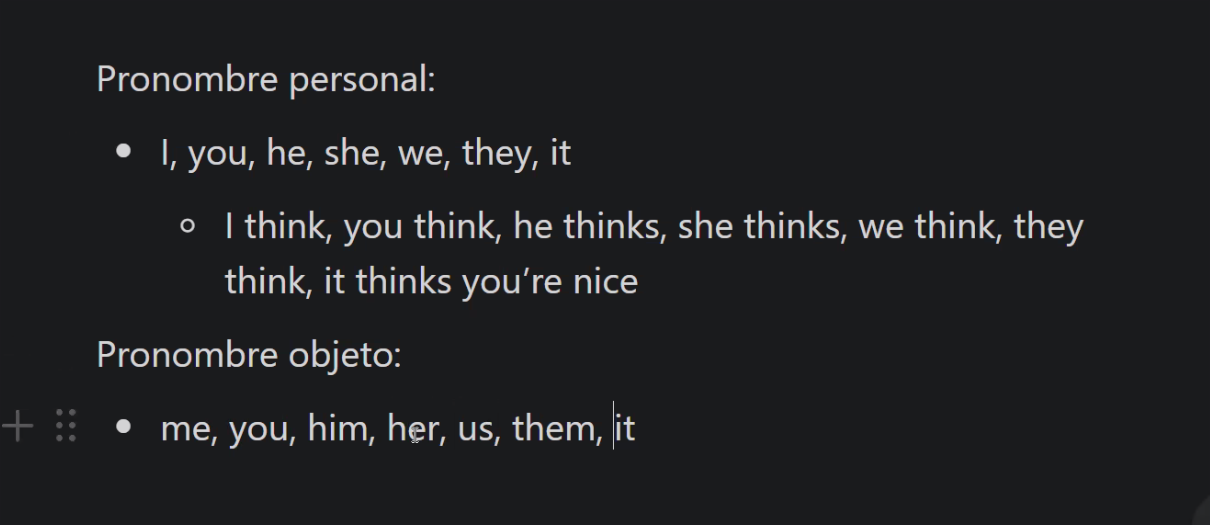 Pronombre personal:
I, you, he, she, we, they, it
I think, you think, he thinks, she thinks, we think, they
think, it thinks you’re nice
Pronombre objeto:
me, you, him, her, us, them, it